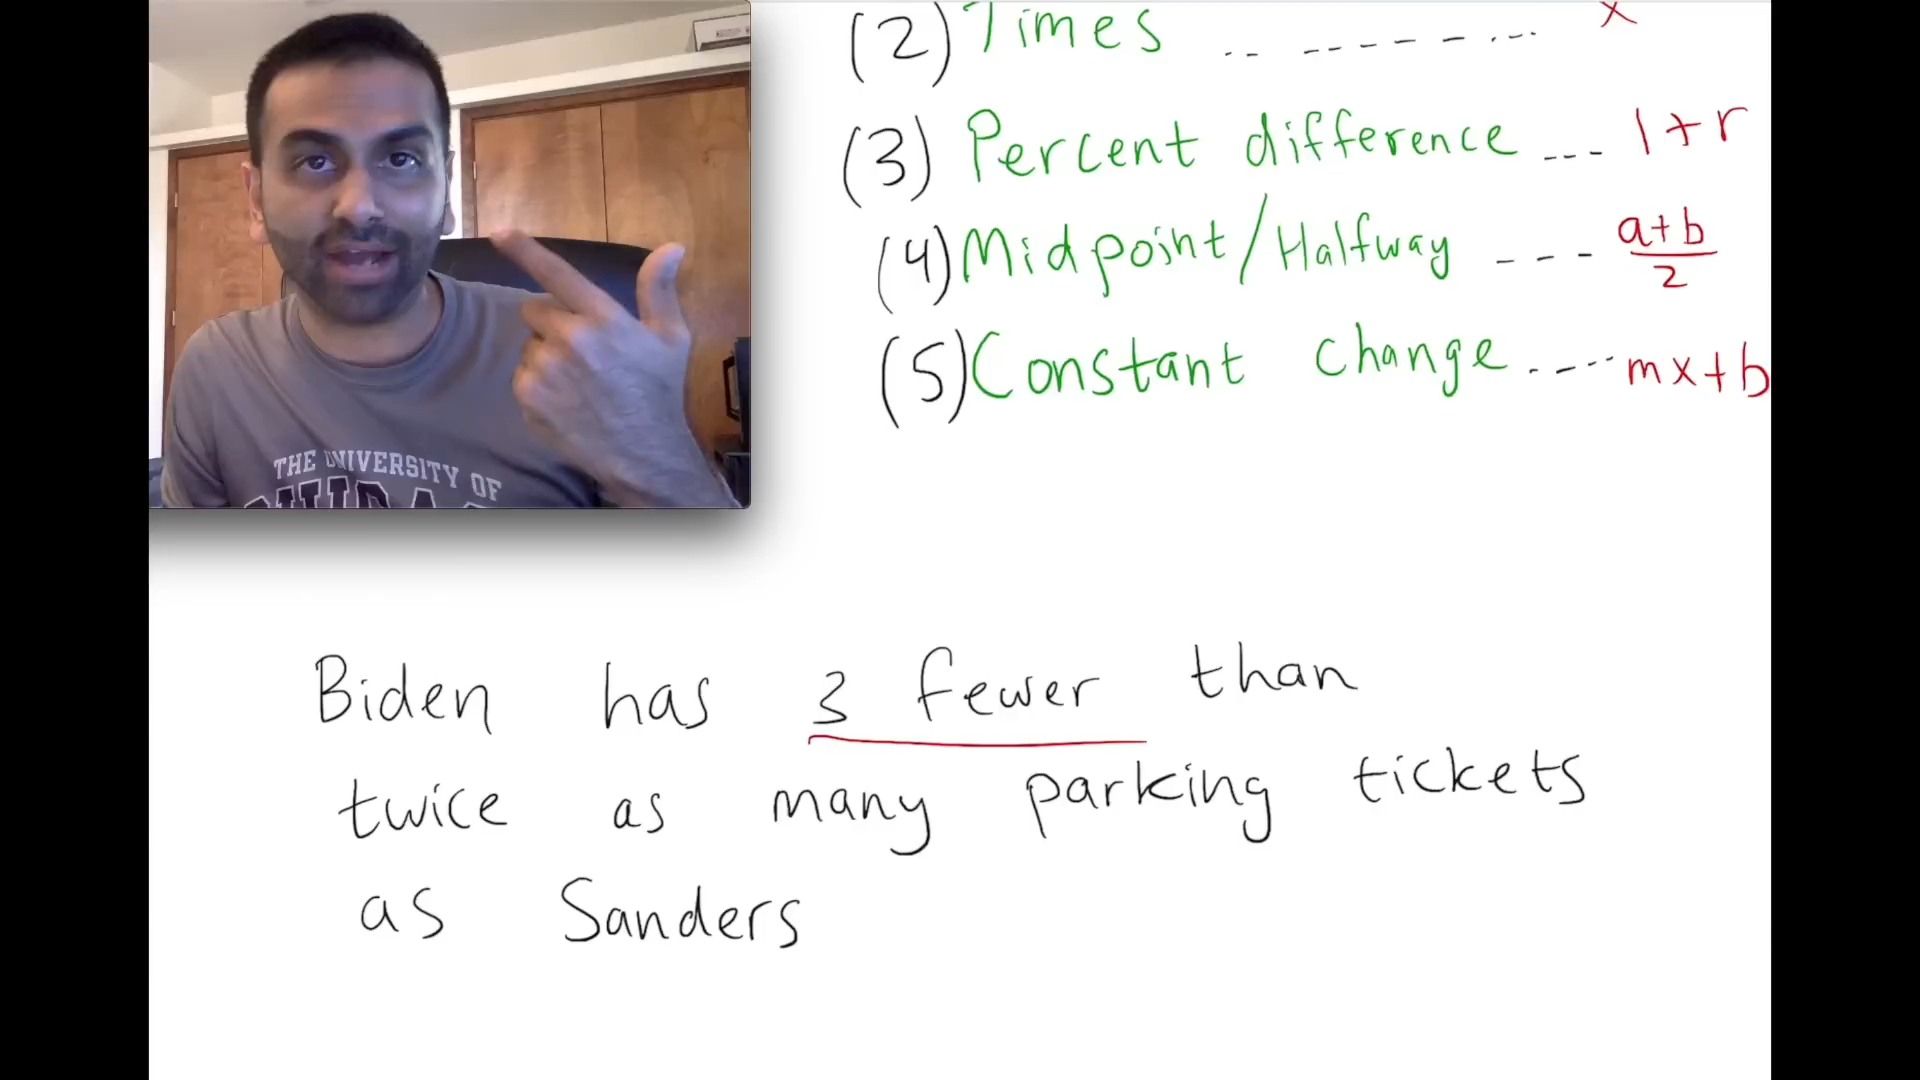 (2) Times .. ---- ... x
(3) Percent difference --- 1+r
(4) Midpoint/Halfway --- a+b
2
(5) Constant change .--.. mx+b
THE UNIVERSITY OF
Biden has 3 fewer than
twice as many parking tickets
as Sanders